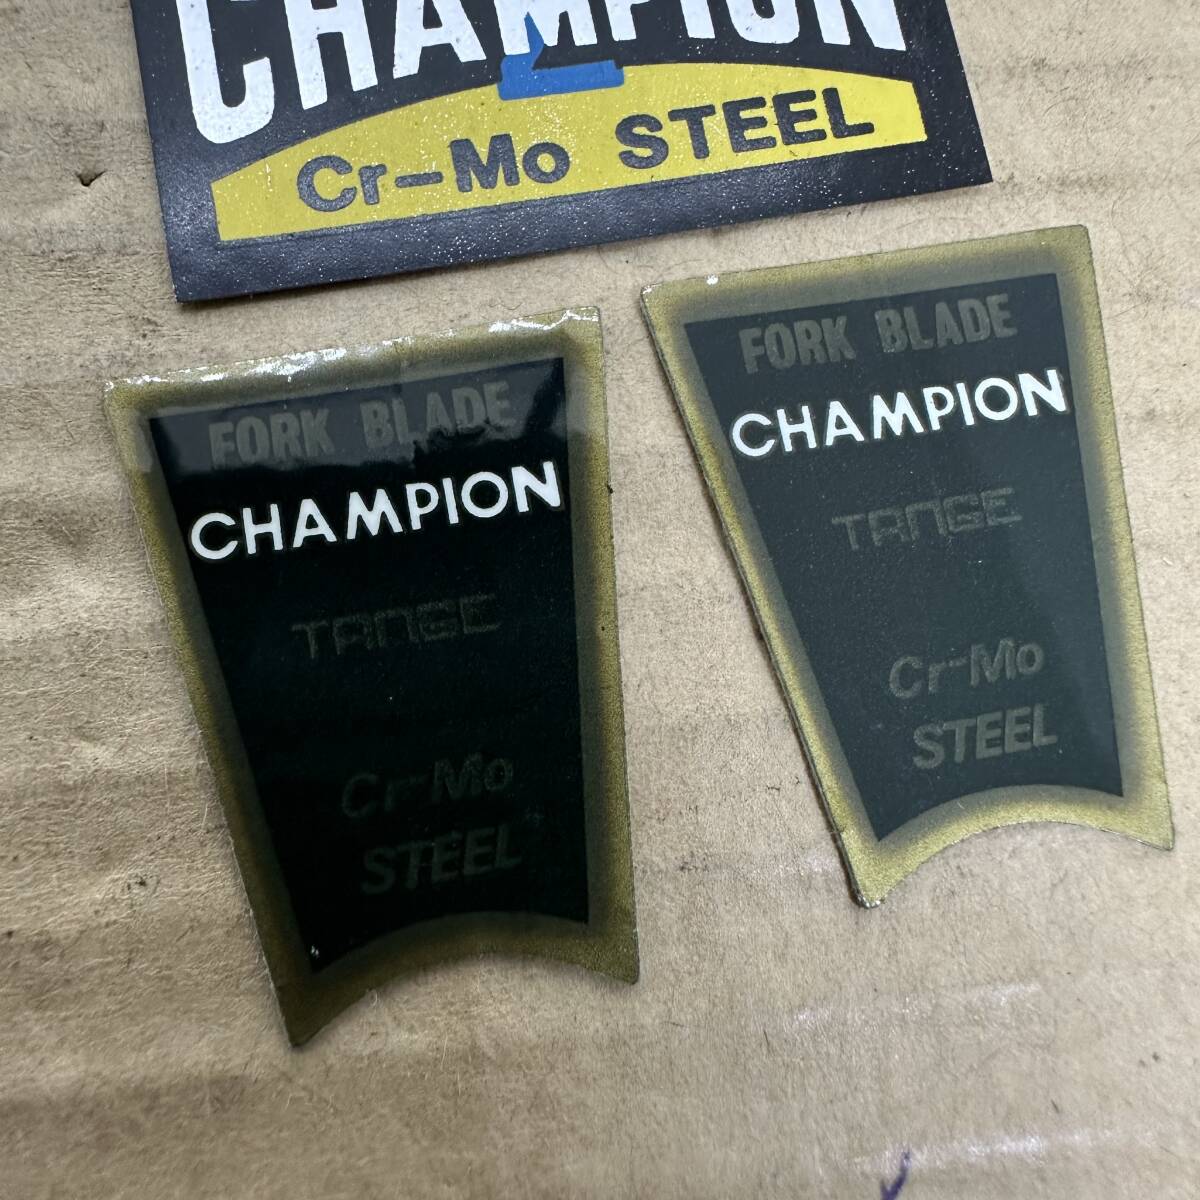 CHAMPION
Cr-Mo STEEL
FORK BLADE
CHAMPION
TANGE
Cr-Mo
STEEL
FORK BLADE
CHAMPION
TANGE
Cr-Mo
STEEL